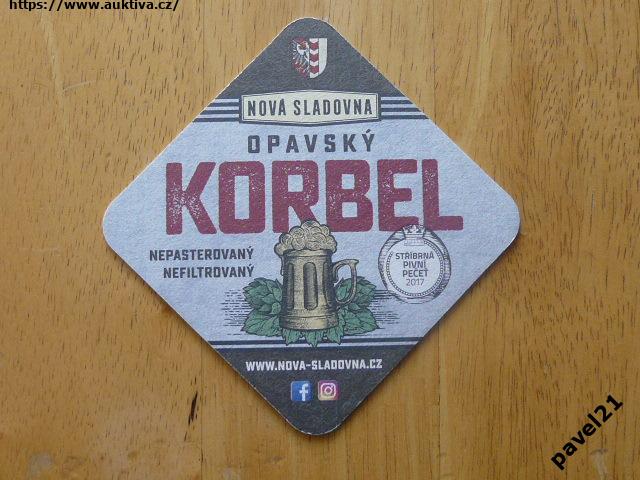 https://www.auktiva.cz/
NOVÁ SLADOVNA
OPAVSKÝ
KORBEL
NEPASTEROVANÝ
NEFILTROVANÝ
STŘÍBRNÁ
PIVNÍ
PEČEŤ
2017
WWW.NOVA-SLADOVNA.CZ
pavel21